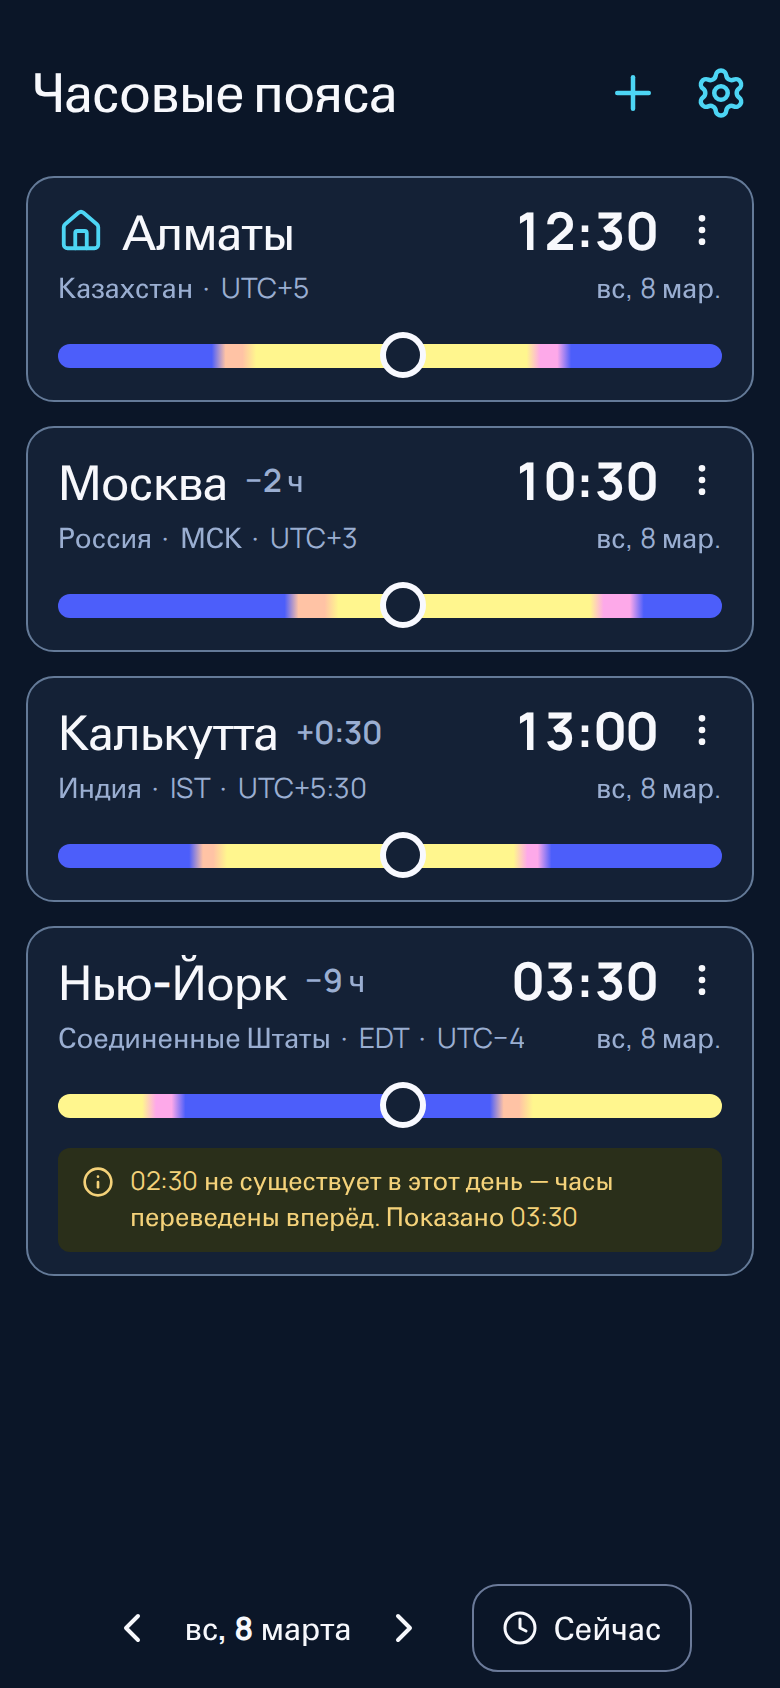 Часовые пояса
Алматы 12:30
Казахстан · UTC+5 вс, 8 мар.
Москва −2 ч 10:30
Россия · МСК · UTC+3 вс, 8 мар.
Калькутта +0:30 13:00
Индия · IST · UTC+5:30 вс, 8 мар.
Нью-Йорк −9 ч 03:30
Соединенные Штаты · EDT · UTC−4 вс, 8 мар.
02:30 не существует в этот день — часы
переведены вперёд. Показано 03:30
вс, 8 марта Сейчас